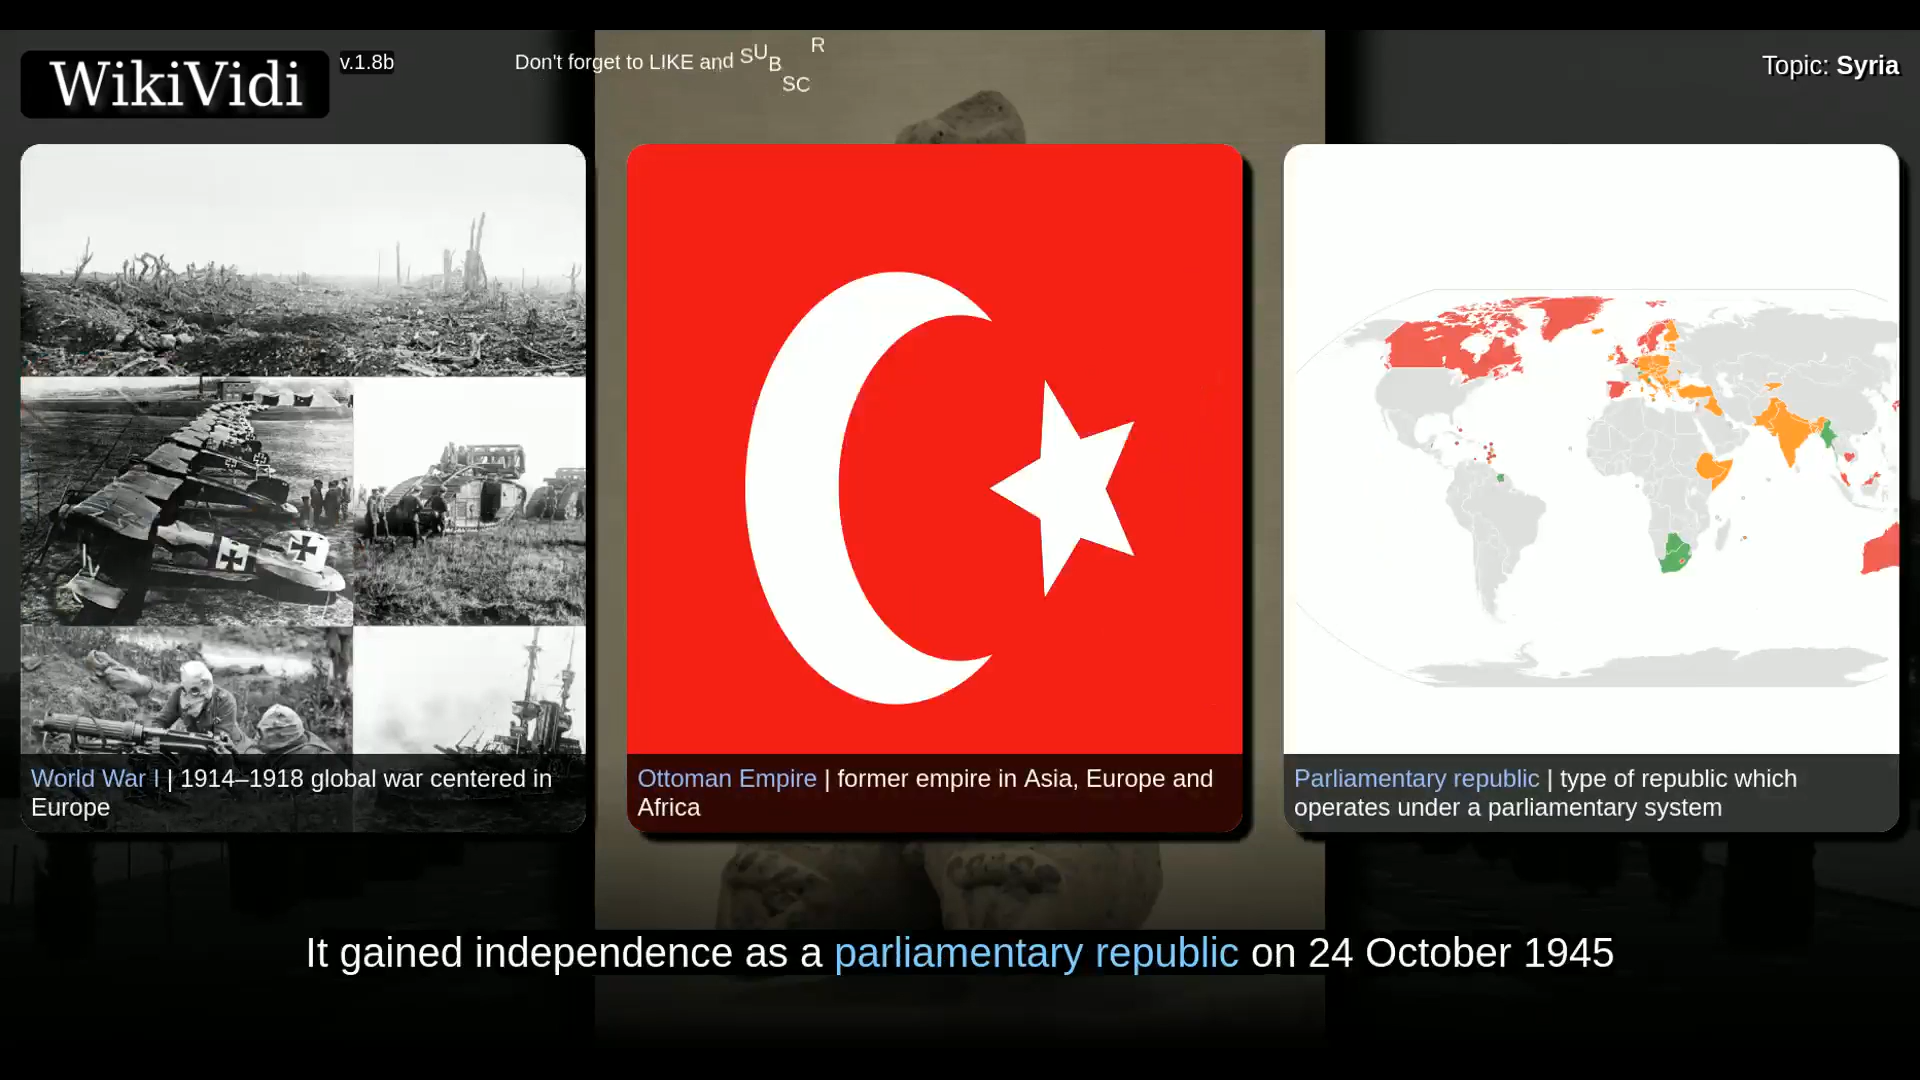 WikiVidi
v.1.8b
Don't forget to LIKE and SUBSCR
Topic: Syria
World War I | 1914–1918 global war centered in
Europe
Ottoman Empire | former empire in Asia, Europe and
Africa
Parliamentary republic | type of republic which
operates under a parliamentary system
It gained independence as a parliamentary republic on 24 October 1945